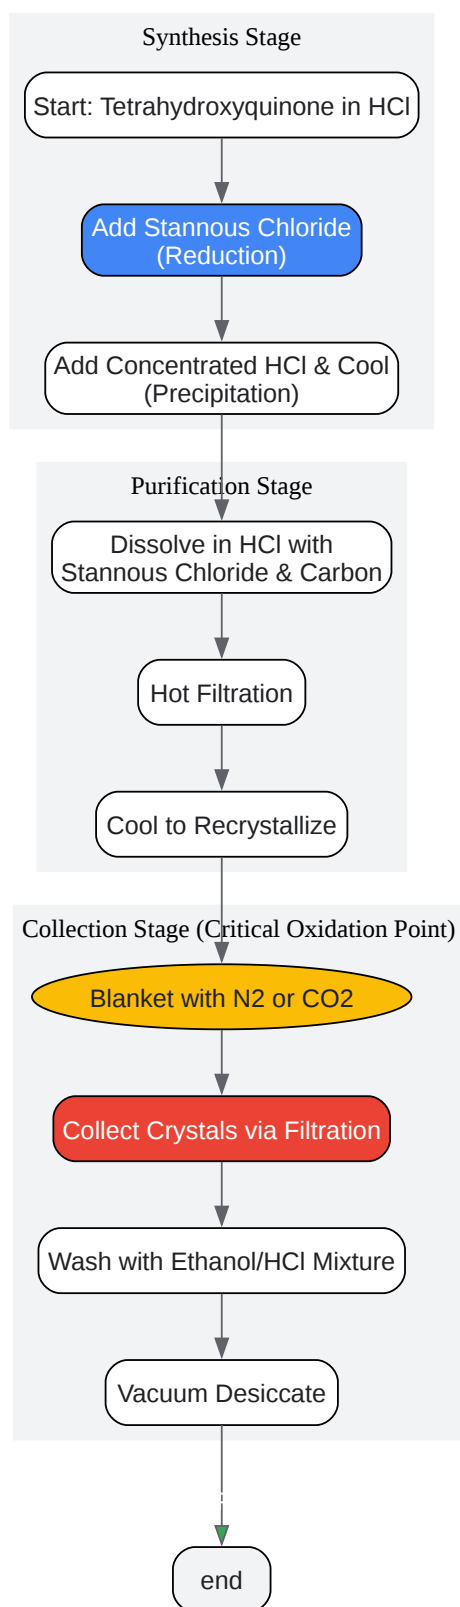 Synthesis Stage
Start: Tetrahydroxyquinone in HCl
Add Stannous Chloride
(Reduction)
Add Concentrated HCl & Cool
(Precipitation)
Purification Stage
Dissolve in HCl with
Stannous Chloride & Carbon
Hot Filtration
Cool to Recrystallize
Collection Stage (Critical Oxidation Point)
Blanket with N2 or CO2
Collect Crystals via Filtration
Wash with Ethanol/HCl Mixture
Vacuum Desiccate
end